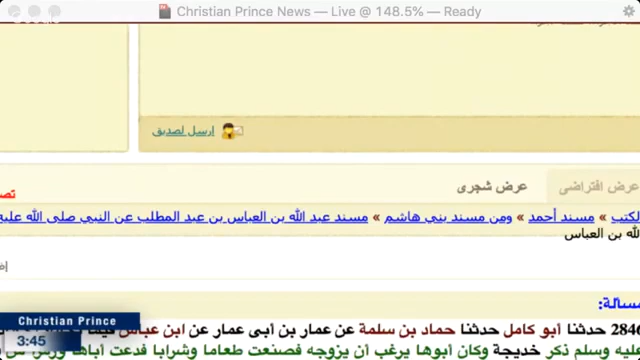 Christian Prince News — Live @ 148.5% — Ready
ارسل لصديق
عرض افتراضي
عرض شجري
الكتب » مسند أحمد » ومن مسند بني هاشم » مسند عبد الله بن العباس بن عبد المطلب عن النبي صلى الله عليه
الله بن العباس
مسألة:
2846 حدثنا أبو كامل حدثنا حماد بن سلمة عن عمار بن أبي عمار عن ابن عباس
عليه وسلم ذكر خديجة وكان أبوها يرغب أن يزوجه فصنعت طعاما وشرابا فدعت أباها
Christian Prince
3:45